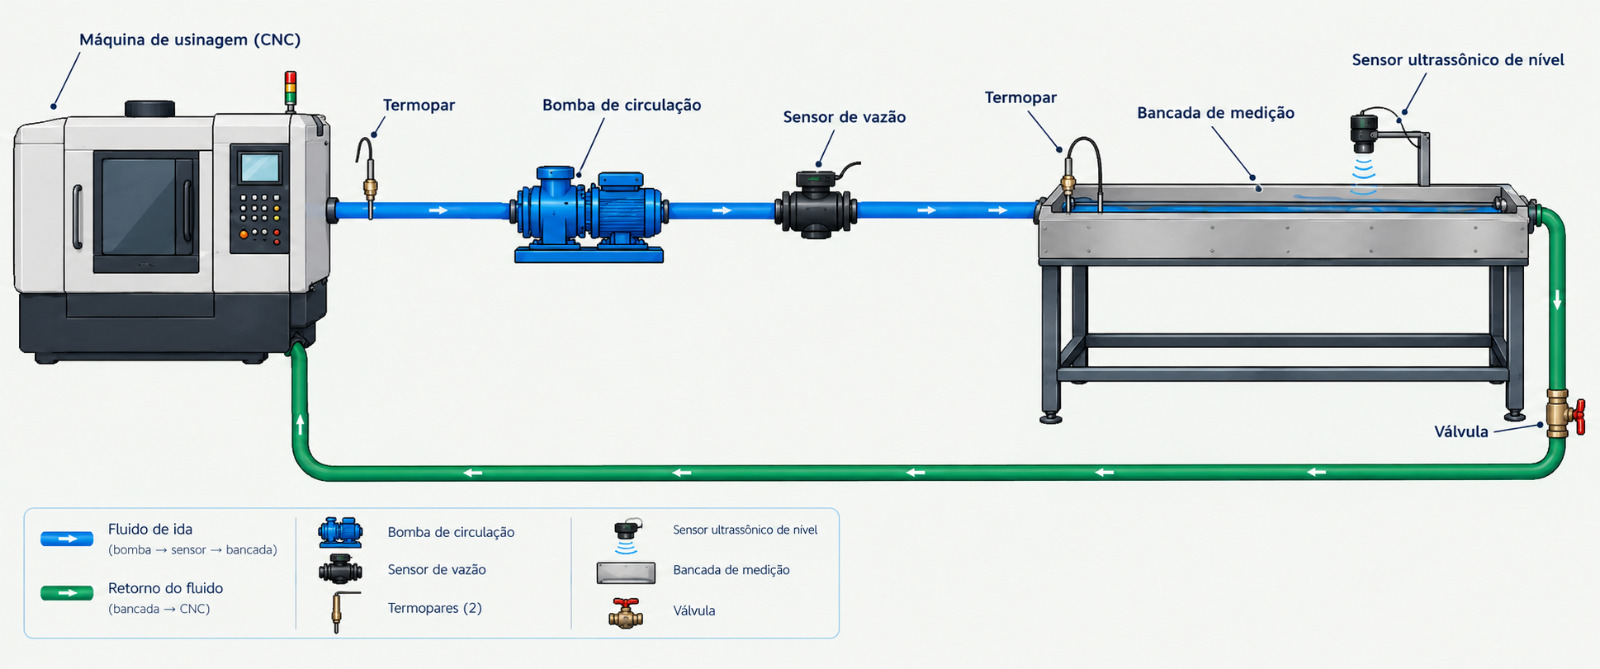 Máquina de usinagem (CNC)
Termopar
Bomba de circulação
Sensor de vazão
Termopar
Bancada de medição
Sensor ultrassônico de nível
Válvula
Fluido de ida
(bomba → sensor → bancada)
Retorno do fluido
(bancada → CNC)
Bomba de circulação
Sensor de vazão
Termopares (2)
Sensor ultrassônico de nível
Bancada de medição
Válvula